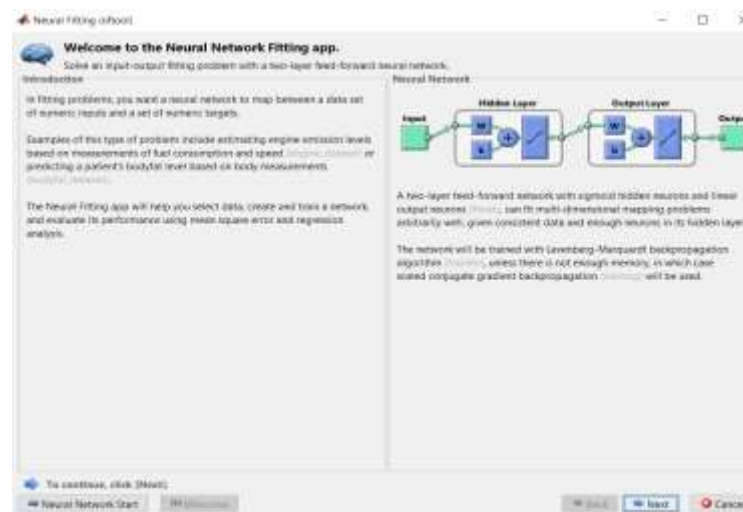 Neural Fitting (nftool)
Welcome to the Neural Network Fitting app.
Solve an input-output fitting problem with a two-layer feed-forward neural network.
Introduction
In fitting problems, you want a neural network to map between a data set
of numeric inputs and a set of numeric targets.
Examples of this type of problem include estimating engine emission levels
based on measurements of fuel consumption and speed or
predicting a patient's bodyfat level based on body measurements
The Neural Fitting app will help you select data, create and train a network,
and evaluate its performance using mean square error and regression
analysis.
Neural Network
Hidden Layer
Output Layer
Input
Outpu
W
b
+
W
b
+
A two-layer feed-forward network with sigmoid hidden neurons and linear
output neurons can fit multi-dimensional mapping problems
arbitrarily well, given consistent data and enough neurons in its hidden layer
The network will be trained with Levenberg-Marquardt backpropagation
algorithm unless there is not enough memory, in which case
scaled conjugate gradient backpropagation will be used.
To continue, click [Next].
Neural Network Start
Welcome
Back
Next
Cance